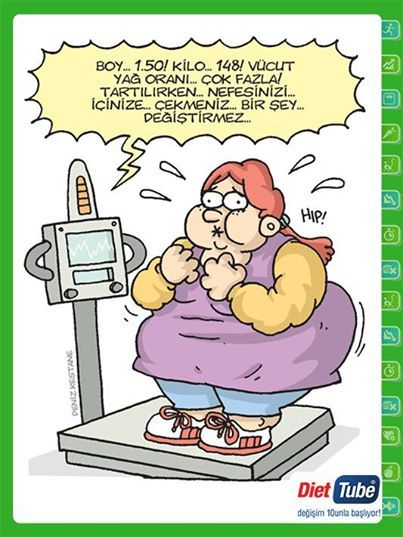 BOY... 1.50! KİLO... 148! VÜCUT
YAĞ ORANI... ÇOK FAZLA!
TARTILIRKEN... NEFESİNİZİ...
İÇİNİZE... ÇEKMENİZ... BİR ŞEY...
DEĞİŞTİRMEZ...
HIP!
DENİZ KESTANE
Diet Tube
değişim 10unla başlıyor!